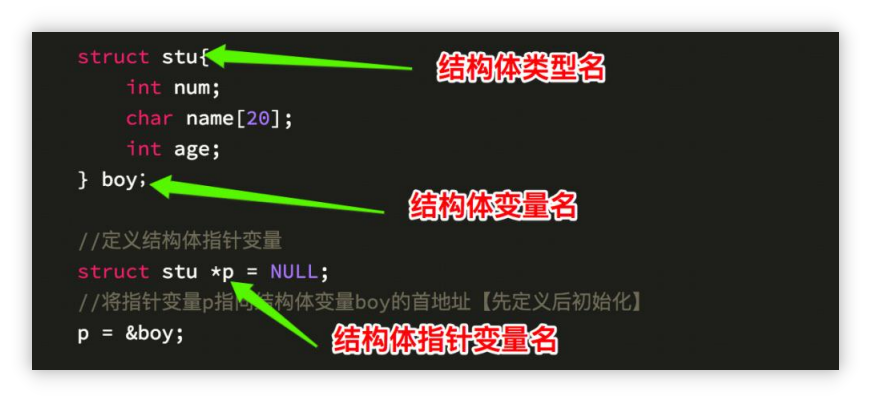 struct stu{
结构体类型名
int num;
char name[20];
int age;
} boy;
结构体变量名
//定义结构体指针变量
struct stu *p = NULL;
//将指针变量p指向结构体变量boy的首地址【先定义后初始化】
p = &boy;
结构体指针变量名